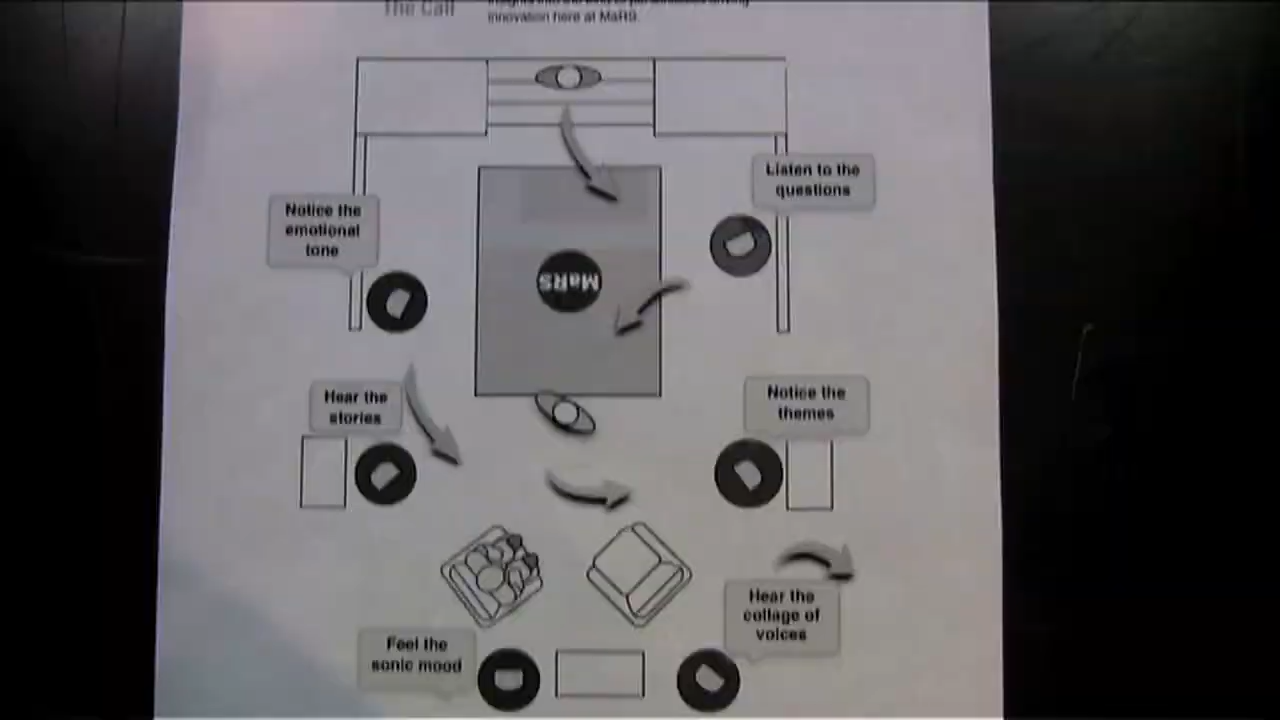 The Call
innovation here at MaRS.
Listen to the
questions
Notice the
emotional
tone
MaRS
Hear the
stories
Notice the
themes
Hear the
collage of
voices
Feel the
sonic mood